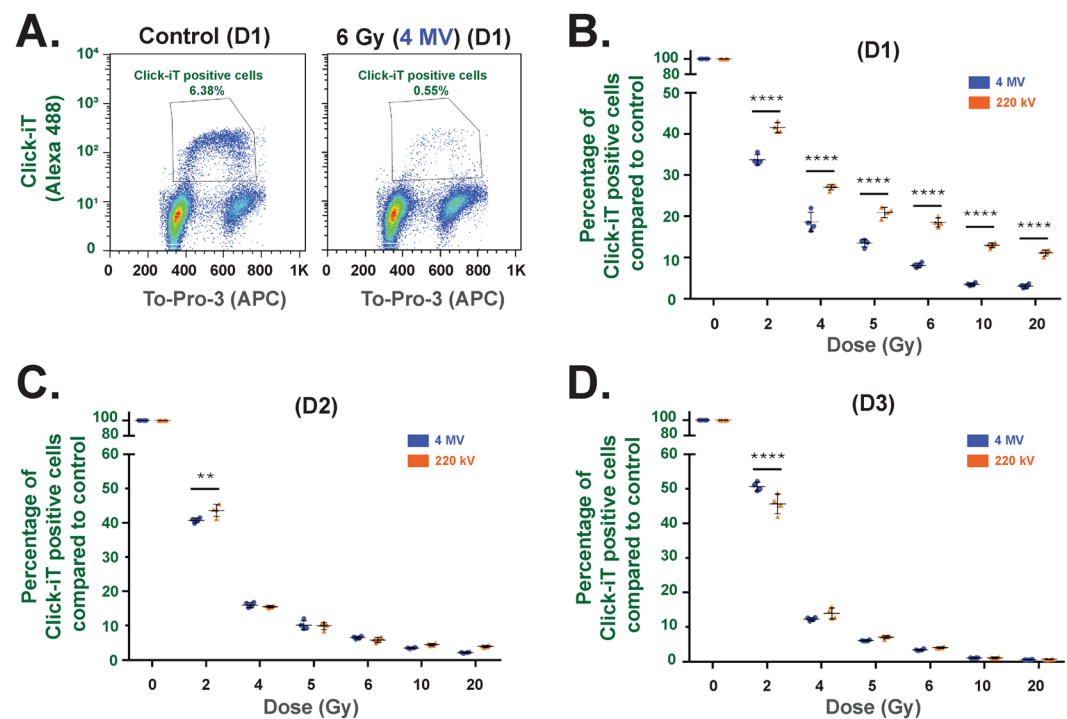 A.
Control (D1)
6 Gy (4 MV) (D1)
Click-iT
(Alexa 488)
10⁴
10³
10²
10¹
0
Click-iT positive cells
6.38%
Click-iT positive cells
0.55%
0 200 400 600 800 1K
0 200 400 600 800 1K
To-Pro-3 (APC)
To-Pro-3 (APC)
B.
(D1)
4 MV
220 kV
Percentage of
Click-iT positive cells
compared to control
100
80
50
40
30
20
10
0
****
****
****
****
****
****
0 2 4 5 6 10 20
Dose (Gy)
C.
(D2)
4 MV
220 kV
Percentage of
Click-iT positive cells
compared to control
100
80
60
50
40
30
20
10
0
**
0 2 4 5 6 10 20
Dose (Gy)
D.
(D3)
4 MV
220 kV
Percentage of
Click-iT positive cells
compared to control
100
80
60
50
40
30
20
10
0
****
0 2 4 5 6 10 20
Dose (Gy)